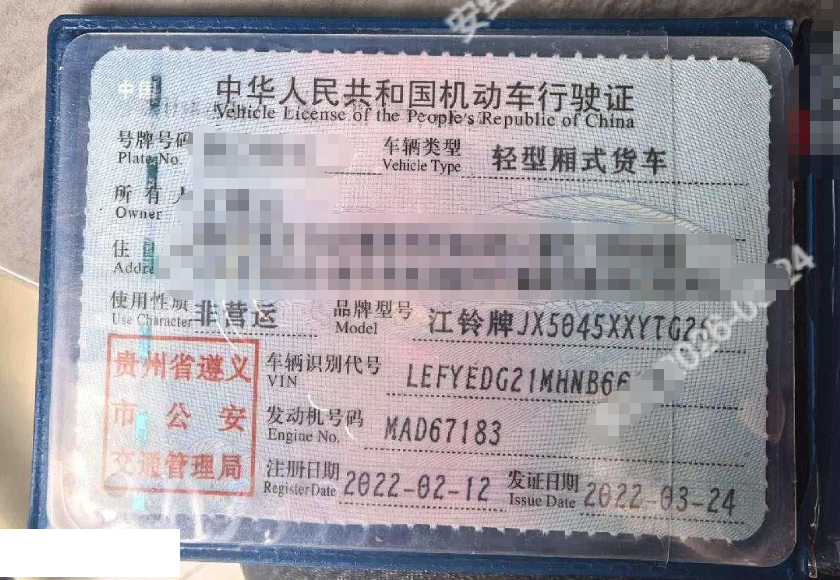 中华人民共和国机动车行驶证
Vehicle License of the People's Republic of China
号牌号码
Plate No.
车辆类型 轻型厢式货车
Vehicle Type
所有人
Owner
住
Addre
使用性质 非营运
Use Character
品牌型号 江铃牌JX5045XXYTG26
Model
贵州省遵义
市公安
交通管理局
车辆识别代号 LEFYEDG21MHNB66
VIN
发动机号码 MAD67183
Engine No.
注册日期 2022-02-12
Register Date
发证日期 2022-03-24
Issue Date